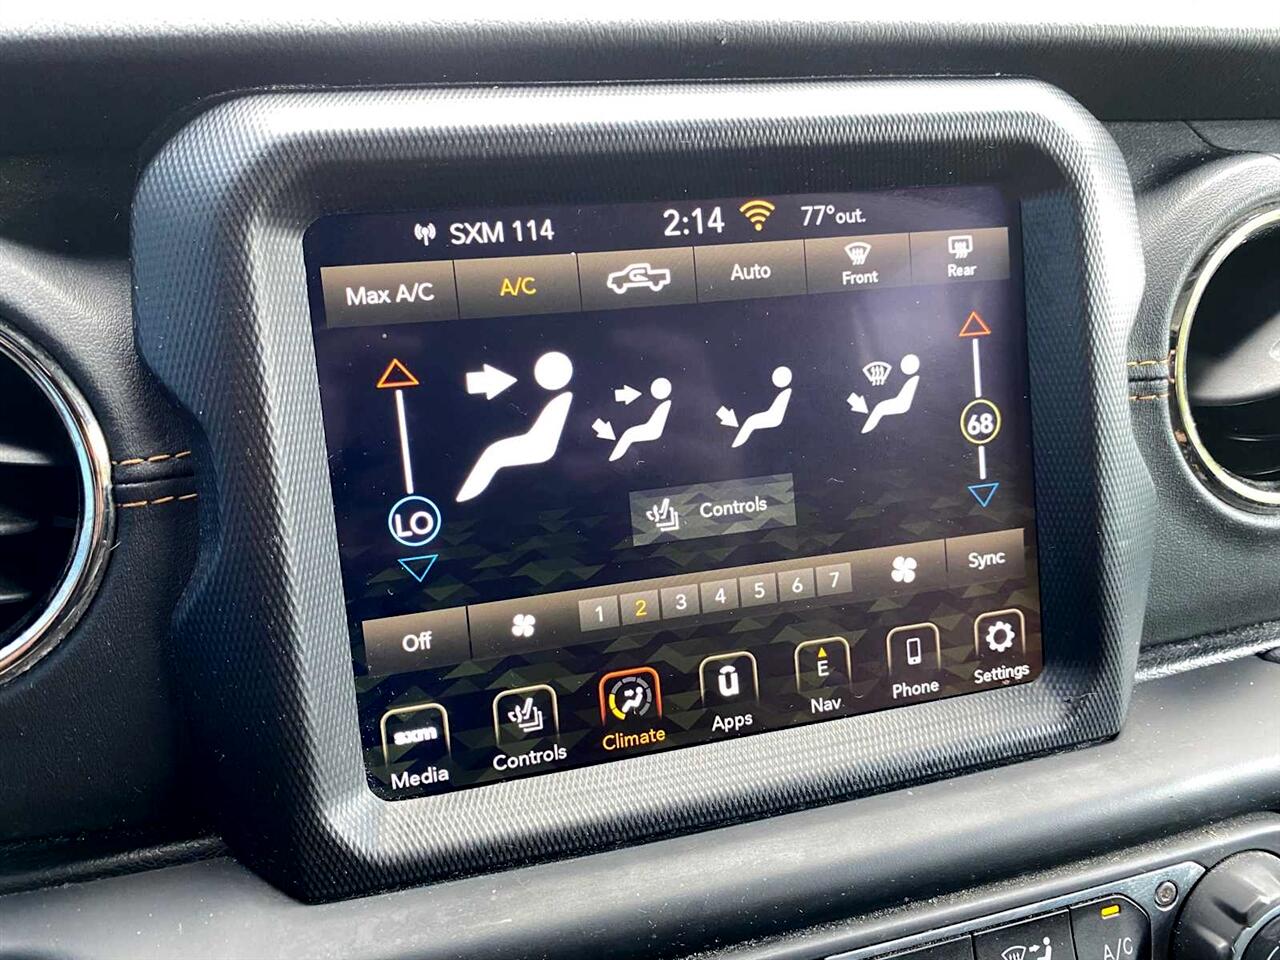 SXM 114 2:14 77° out.
Max A/C A/C Auto Front Rear
68
LO
Controls
Off 1 2 3 4 5 6 7 Sync
sxm ū E
Media Controls Climate Apps Nav Phone Settings
A/C